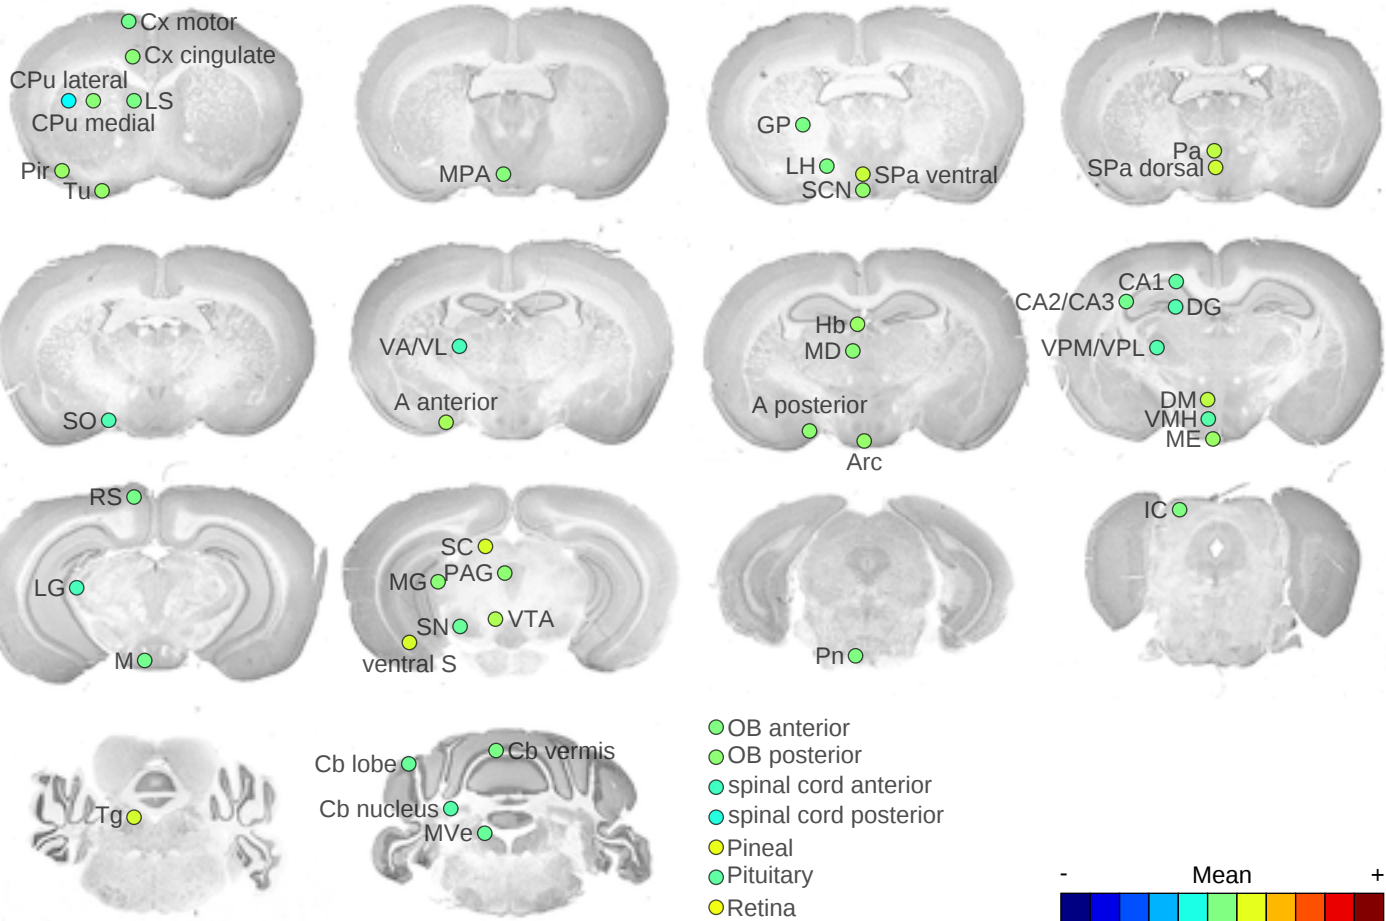 Cx motor
Cx cingulate
CPu lateral
LS
CPu medial
Pir
Tu
MPA
GP
LH
SPa ventral
SCN
Pa
SPa dorsal
SO
VA/VL
A anterior
Hb
MD
A posterior
Arc
CA1
CA2/CA3
DG
VPM/VPL
DM
VMH
ME
RS
LG
M
SC
MG
PAG
SN
VTA
ventral S
Pn
IC
Tg
Cb lobe
Cb vermis
Cb nucleus
MVe
OB anterior
OB posterior
spinal cord anterior
spinal cord posterior
Pineal
Pituitary
Retina
- Mean +